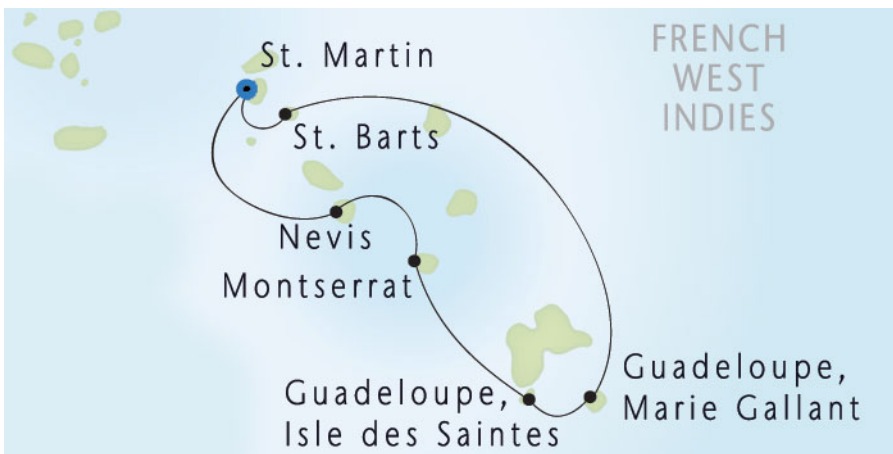 St. Martin
FRENCH
WEST
INDIES
St. Barts
Nevis
Montserrat
Guadeloupe,
Isle des Saintes
Guadeloupe,
Marie Gallant